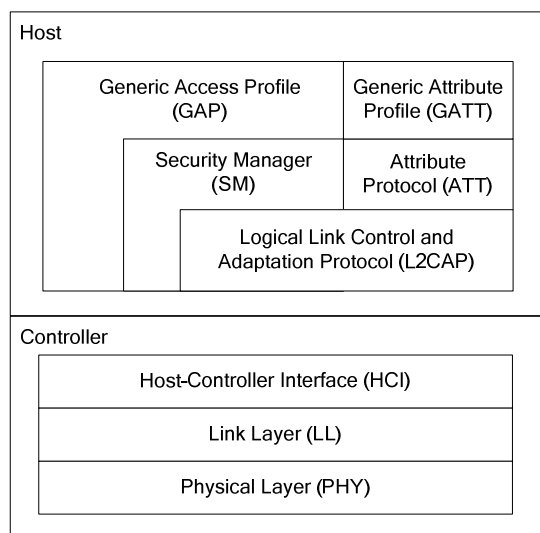 Host
Generic Access Profile
(GAP)
Generic Attribute
Profile (GATT)
Security Manager
(SM)
Attribute
Protocol (ATT)
Logical Link Control and
Adaptation Protocol (L2CAP)
Controller
Host-Controller Interface (HCI)
Link Layer (LL)
Physical Layer (PHY)